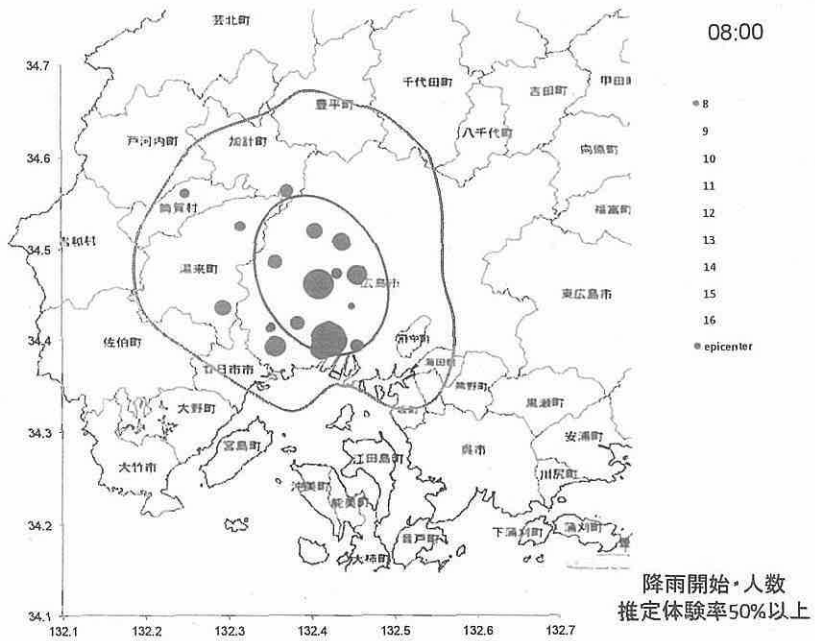 芸北町
08:00
34.7
千代田町
吉田町
豊平町
8
戸河内町
加計町
八千代町
9
向原町
34.6
10
11
筒賀村
福富町
12
34.5
吉和村
13
湯来町
広島市
14
東広島市
15
佐伯町
16
34.4
府中町
epicenter
海田町
廿日市市
熊野町
大野町
黒瀬町
34.3
宮島町
安浦町
呉市
大竹市
江田島町
川尻町
沖美町
能美町
34.2
音戸町
下蒲刈町
蒲刈町
大柿町
降雨開始・人数
34.1
推定体験率50%以上
132.1
132.2
132.3
132.4
132.5
132.6
132.7